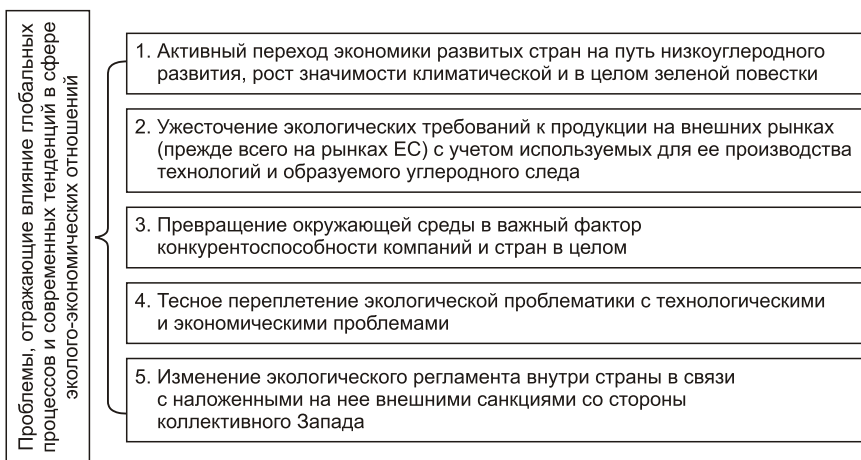 Проблемы, отражающие влияние глобальных
процессов и современных тенденций в сфере
эколого-экономических отношений
1. Активный переход экономики развитых стран на путь низкоуглеродного
развития, рост значимости климатической и в целом зеленой повестки
2. Ужесточение экологических требований к продукции на внешних рынках
(прежде всего на рынках ЕС) с учетом используемых для ее производства
технологий и образуемого углеродного следа
3. Превращение окружающей среды в важный фактор
конкурентоспособности компаний и стран в целом
4. Тесное переплетение экологической проблематики с технологическими
и экономическими проблемами
5. Изменение экологического регламента внутри страны в связи
с наложенными на нее внешними санкциями со стороны
коллективного Запада